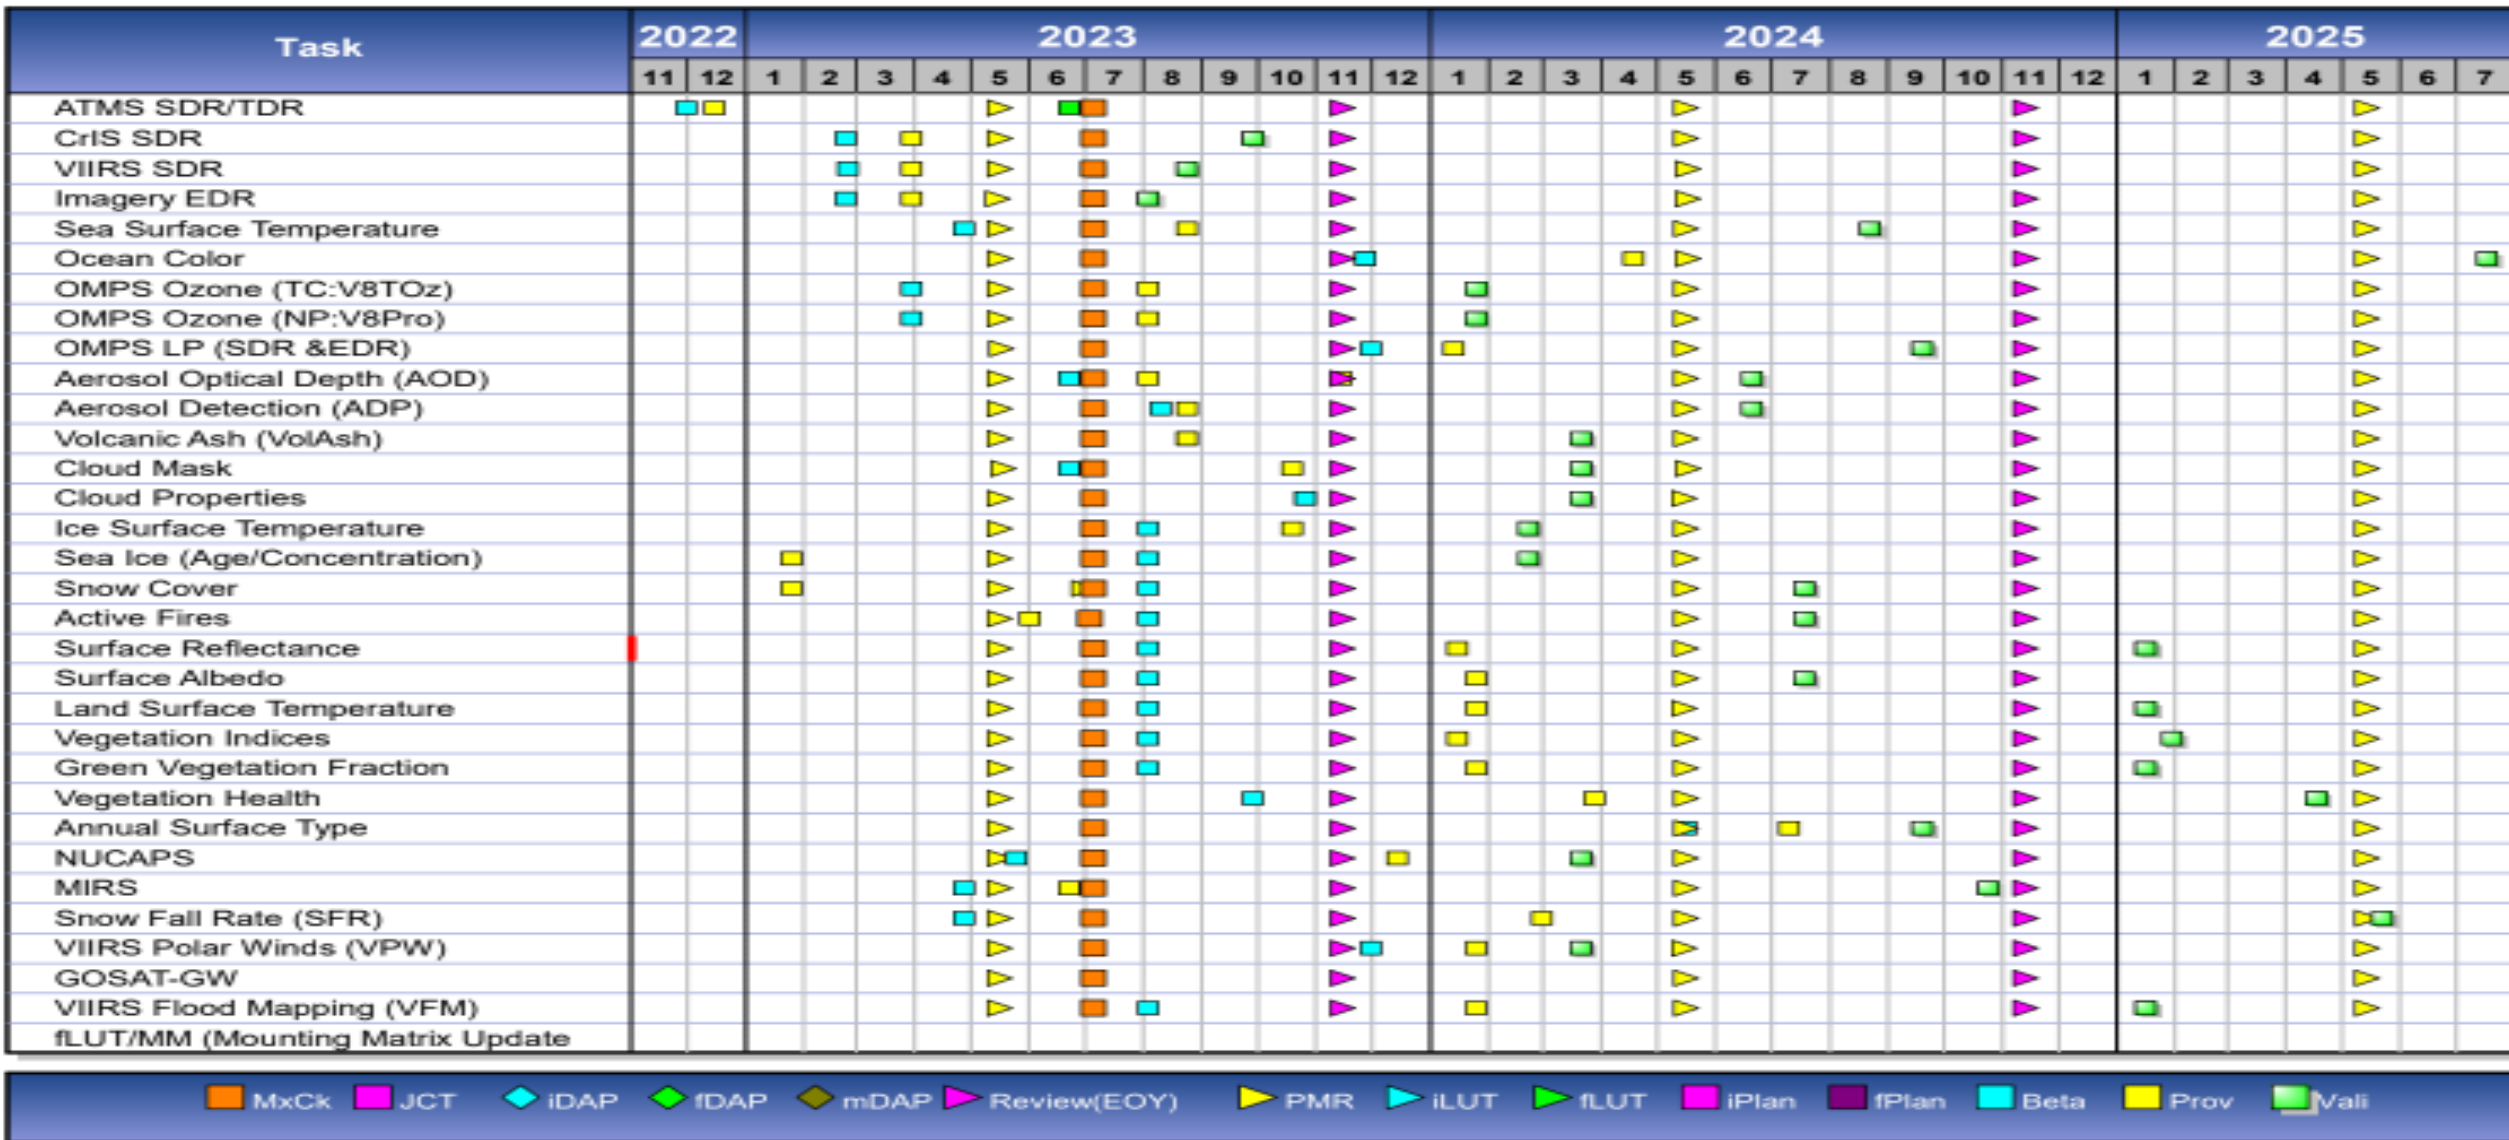 Task 2022 2023 2024 2025
11 12 1 2 3 4 5 6 7 8 9 10 11 12 1 2 3 4 5 6 7 8 9 10 11 12 1 2 3 4 5 6 7
ATMS SDR/TDR
CrIS SDR
VIIRS SDR
Imagery EDR
Sea Surface Temperature
Ocean Color
OMPS Ozone (TC:V8TOz)
OMPS Ozone (NP:V8Pro)
OMPS LP (SDR &EDR)
Aerosol Optical Depth (AOD)
Aerosol Detection (ADP)
Volcanic Ash (VolAsh)
Cloud Mask
Cloud Properties
Ice Surface Temperature
Sea Ice (Age/Concentration)
Snow Cover
Active Fires
Surface Reflectance
Surface Albedo
Land Surface Temperature
Vegetation Indices
Green Vegetation Fraction
Vegetation Health
Annual Surface Type
NUCAPS
MIRS
Snow Fall Rate (SFR)
VIIRS Polar Winds (VPW)
GOSAT-GW
VIIRS Flood Mapping (VFM)
fLUT/MM (Mounting Matrix Update
MxCk JCT iDAP fDAP mDAP Review(EOY) PMR iLUT fLUT iPlan fPlan Beta Prov Vali